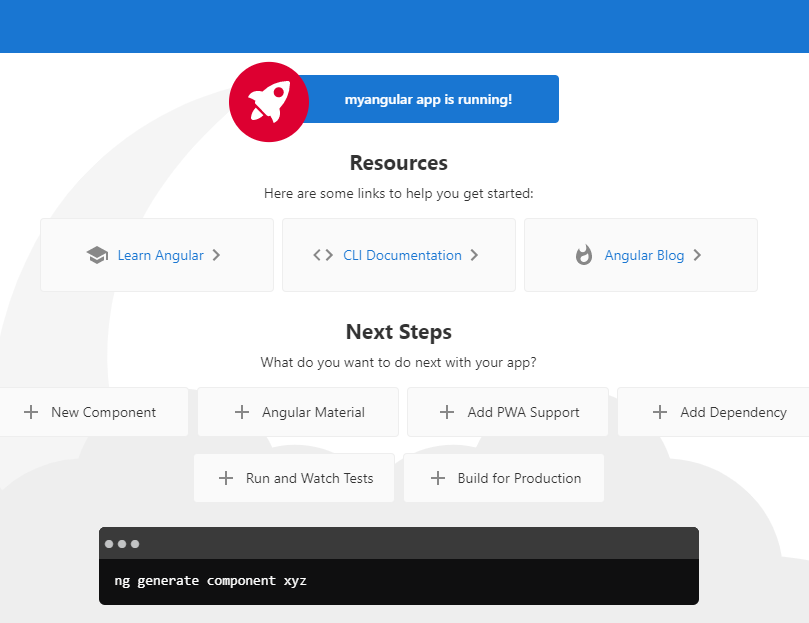 myangular app is running!
Resources
Here are some links to help you get started:
Learn Angular
CLI Documentation
Angular Blog
Next Steps
What do you want to do next with your app?
New Component
Angular Material
Add PWA Support
Add Dependency
Run and Watch Tests
Build for Production
ng generate component xyz